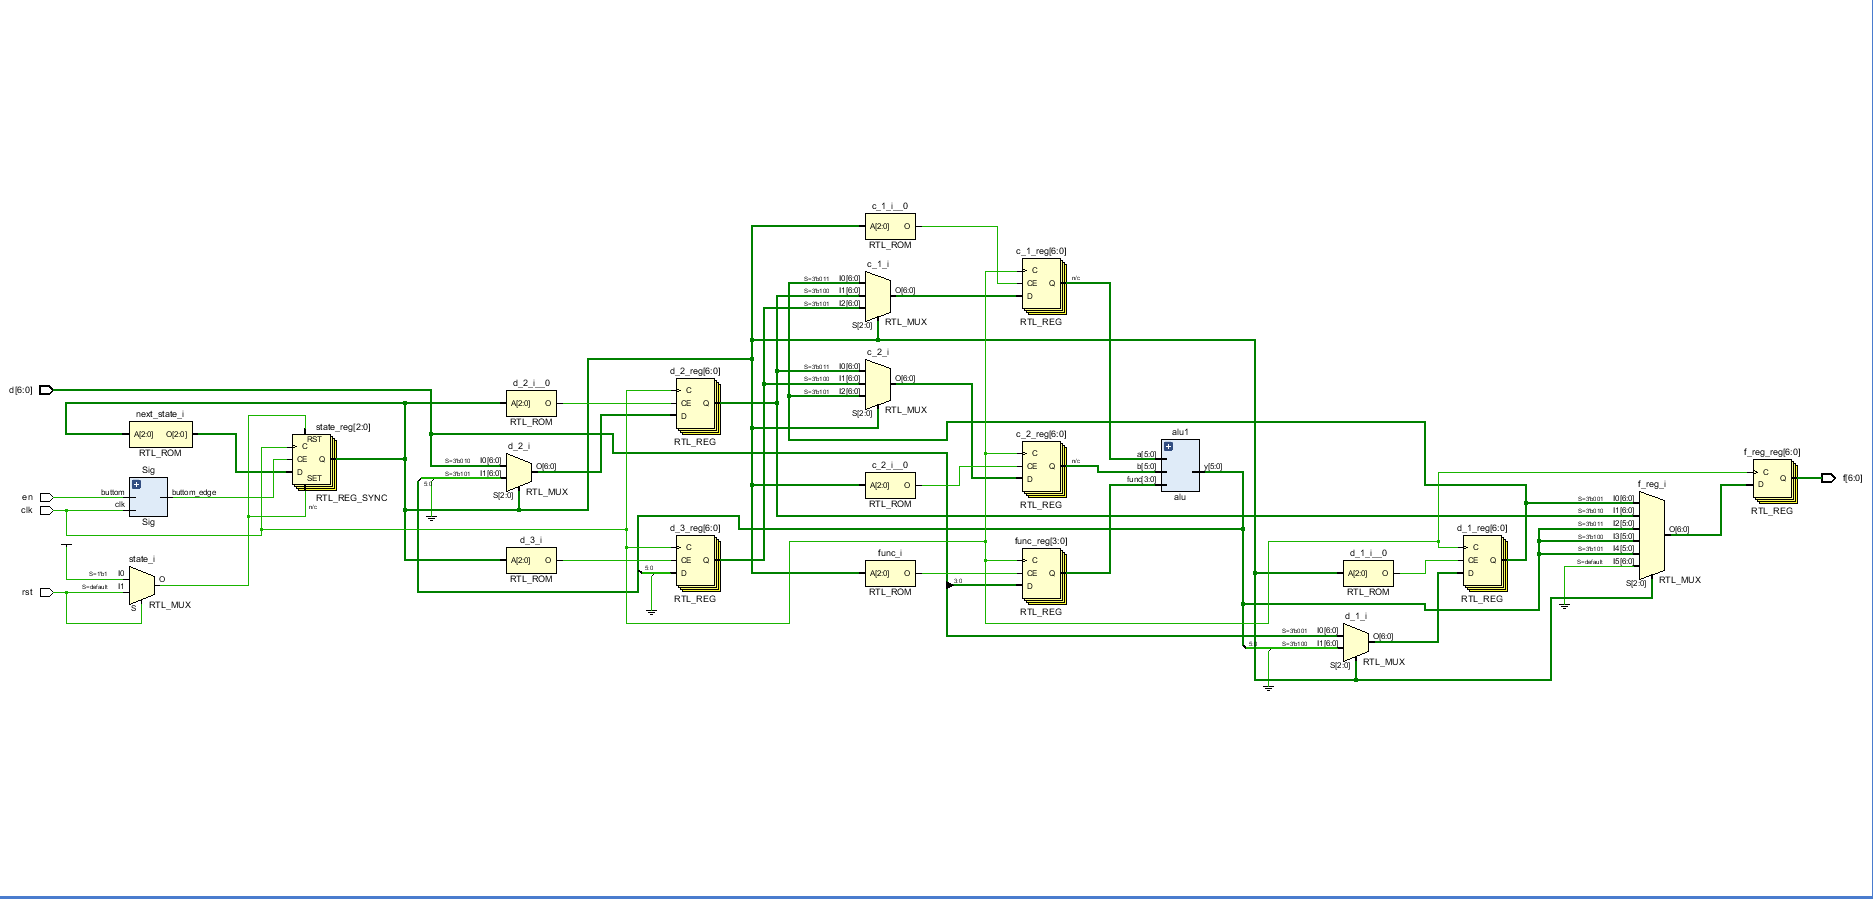 c_1_i__0
A[2:0] O
RTL_ROM
c_1_reg[6:0]
C
CE Q
D
n/c
RTL_REG
c_1_i
S=3'b011 I0[6:0]
S=3'b100 I1[6:0]
S=3'b101 I2[6:0]
O[6:0]
S[2:0]
RTL_MUX
c_2_i
S=3'b011 I0[6:0]
S=3'b100 I1[6:0]
S=3'b101 I2[6:0]
O[6:0]
S[2:0]
RTL_MUX
d[6:0]
d_2_i__0
A[2:0] O
RTL_ROM
d_2_reg[6:0]
C
CE Q
D
RTL_REG
next_state_i
A[2:0] O[2:0]
RTL_ROM
state_reg[2:0]
RST
C
CE Q
D
SET
n/c
RTL_REG_SYNC
Sig
buttom buttom_edge
clk
Sig
en
clk
d_2_i
S=3'b010 I0[6:0]
S=3'b101 I1[6:0]
5:0
O[6:0]
S[2:0]
RTL_MUX
c_2_reg[6:0]
C
CE Q
D
n/c
RTL_REG
c_2_i__0
A[2:0] O
RTL_ROM
alu1
a[5:0]
b[5:0] y[5:0]
func[3:0]
alu
f_reg_reg[6:0]
C
Q
D
RTL_REG
f[6:0]
f_reg_i
S=3'b001 I0[6:0]
S=3'b010 I1[6:0]
S=3'b011 I2[5:0]
S=3'b100 I3[5:0]
S=3'b101 I4[5:0]
S=default I5[6:0]
O[6:0]
S[2:0]
RTL_MUX
d_3_i
A[2:0] O
RTL_ROM
d_3_reg[6:0]
C
CE Q
D
5:0
RTL_REG
func_i
A[2:0] O
RTL_ROM
func_reg[3:0]
C
CE Q
D
3:0
RTL_REG
d_1_i__0
A[2:0] O
RTL_ROM
d_1_reg[6:0]
C
CE Q
D
RTL_REG
state_i
S=1'b1 I0
S=default I1
O
S
RTL_MUX
rst
d_1_i
S=3'b001 I0[6:0]
5:0 S=3'b100 I1[6:0]
O[6:0]
S[2:0]
RTL_MUX